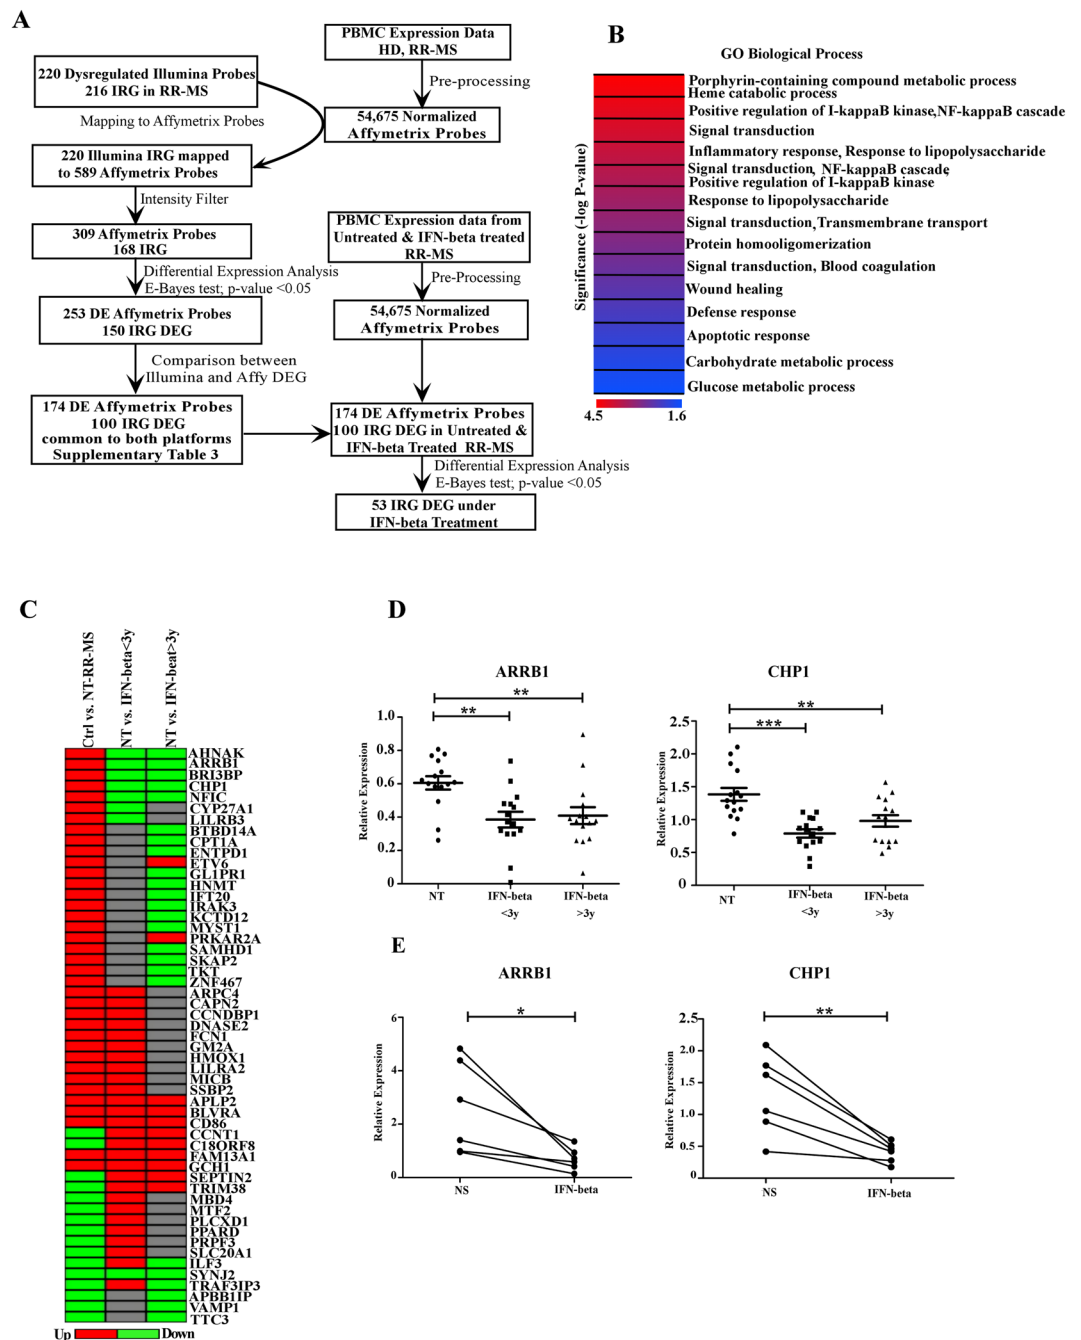 A
PBMC Expression Data
HD, RR-MS
Pre-processing
54,675 Normalized
Affymetrix Probes
220 Dysregulated Illumina Probes
216 IRG in RR-MS
Mapping to Affymetrix Probes
220 Illumina IRG mapped
to 589 Affymetrix Probes
Intensity Filter
309 Affymetrix Probes
168 IRG
Differential Expression Analysis
E-Bayes test; p-value <0.05
253 DE Affymetrix Probes
150 IRG DEG
Comparison between
Illumina and Affy DEG
174 DE Affymetrix Probes
100 IRG DEG
common to both platforms
Supplementary Table 3
PBMC Expression data from
Untreated & IFN-beta treated
RR-MS
Pre-Processing
54,675 Normalized
Affymetrix Probes
174 DE Affymetrix Probes
100 IRG DEG in Untreated &
IFN-beta Treated RR-MS
Differential Expression Analysis
E-Bayes test; p-value <0.05
53 IRG DEG under
IFN-beta Treatment
B
GO Biological Process
Significance (-log P-value)
Porphyrin-containing compound metabolic process
Heme catabolic process
Positive regulation of I-kappaB kinase,NF-kappaB cascade
Signal transduction
Inflammatory response, Response to lipopolysaccharide
Signal transduction, NF-kappaB cascade,
Positive regulation of I-kappaB kinase
Response to lipopolysaccharide
Signal transduction,Transmembrane transport
Protein homooligomerization
Signal transduction, Blood coagulation
Wound healing
Defense response
Apoptotic response
Carbohydrate metabolic process
Glucose metabolic process
4.5 1.6
C
Ctrl vs. NT-RR-MS
NT vs. IFN-beta<3y
NT vs. IFN-beat>3y
AHNAK
ARRB1
BRI3BP
CHP1
NFIC
CYP27A1
LILRB3
BTBD14A
CPT1A
ENTPD1
ETV6
GL1PR1
HNMT
IFT20
IRAK3
KCTD12
MYST1
PRKAR2A
SAMHD1
SKAP2
TKT
ZNF467
ARPC4
CAPN2
CCNDBP1
DNASE2
FCN1
GM2A
HMOX1
LILRA2
MICB
SSBP2
APLP2
BLVRA
CD86
CCNT1
C18ORF8
FAM13A1
GCH1
SEPTIN2
TRIM38
MBD4
MTF2
PLCXD1
PPARD
PRPF3
SLC20A1
ILF3
SYNJ2
TRAF3IP3
APBB1IP
VAMP1
TTC3
Up Down
D
ARRB1
**
**
Relative Expression
1.0
0.8
0.6
0.4
0.2
0
NT
IFN-beta
<3y
IFN-beta
>3y
CHP1
**
***
Relative Expression
2.5
2.0
1.5
1.0
0.5
0
NT
IFN-beta
<3y
IFN-beta
>3y
E
ARRB1
*
Relative Expression
6
4
2
0
NS
IFN-beta
CHP1
**
Relative Expression
2.5
2.0
1.5
1.0
0.5
0
NS
IFN-beta